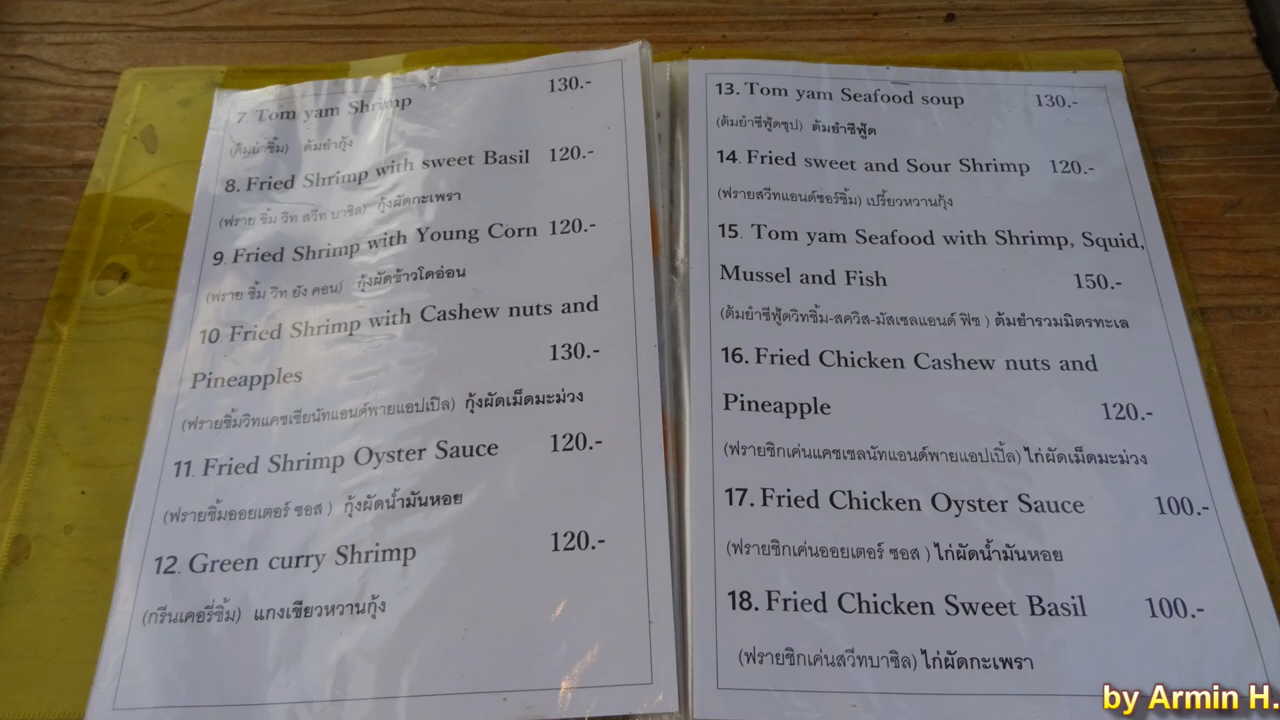 7. Tom yam Shrimp 130.-
(ต้มยำชิ้ม) ต้มยำกุ้ง
8. Fried Shrimp with sweet Basil 120.-
(ฟราย ชิ้ม วิท สวีท บาซิล) กุ้งผัดกะเพรา
9. Fried Shrimp with Young Corn 120.-
(ฟราย ชิ้ม วิท ยัง คอน) กุ้งผัดข้าวโดอ่อน
10. Fried Shrimp with Cashew nuts and
Pineapples 130.-
(ฟรายชิ้มวิทแคชเชียนัทแอนด์พายแอปเปิล) กุ้งผัดเม็ดมะม่วง
11. Fried Shrimp Oyster Sauce 120.-
(ฟรายชิ้มออยเตอร์ ซอส ) กุ้งผัดน้ำมันหอย
12. Green curry Shrimp 120.-
(กรีนเคอรี่ชิ้ม) แกงเขียวหวานกุ้ง
13. Tom yam Seafood soup 130.-
(ต้มยำซีฟู้ดซุป) ต้มยำซีฟู้ด
14. Fried sweet and Sour Shrimp 120.-
(ฟรายสวีทแอนด์ซอร์ชิ้ม) เปรี้ยวหวานกุ้ง
15. Tom yam Seafood with Shrimp, Squid,
Mussel and Fish 150.-
(ต้มยำซีฟู้ดวิทชิ้ม-สควิส-มัสเซลแอนด์ ฟิช ) ต้มยำรวมมิตรทะเล
16. Fried Chicken Cashew nuts and
Pineapple 120.-
(ฟรายชิกเค่นแคชเชลนัทแอนด์พายแอปเปิ้ล) ไก่ผัดเม็ดมะม่วง
17. Fried Chicken Oyster Sauce 100.-
(ฟรายชิกเค่นออยเตอร์ ซอส ) ไก่ผัดน้ำมันหอย
18. Fried Chicken Sweet Basil 100.-
(ฟรายชิกเค่นสวีทบาซิล) ไก่ผัดกะเพรา
by Armin H.